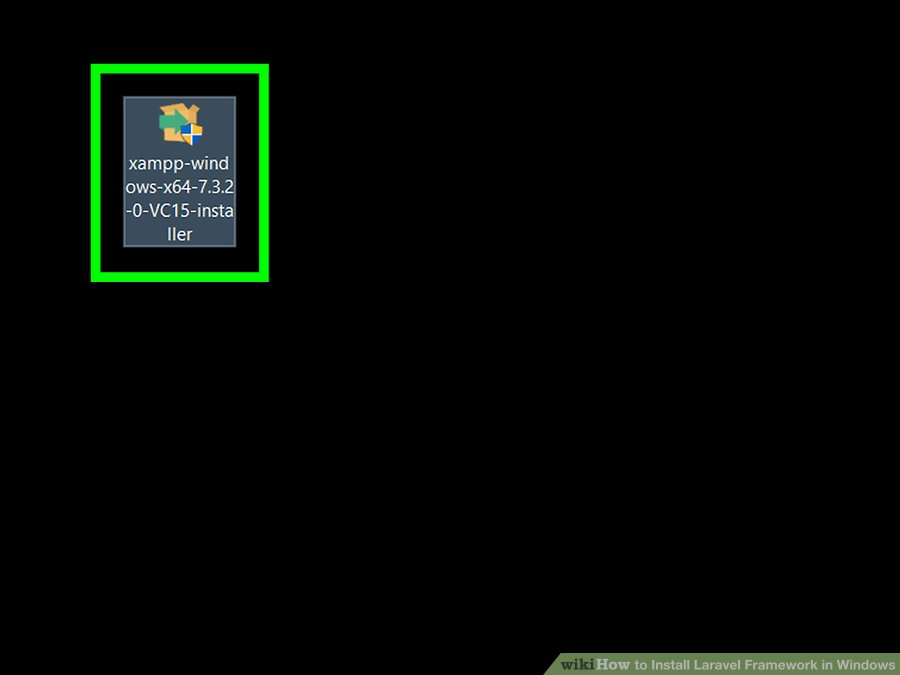 xampp-wind
ows-x64-7.3.2
-0-VC15-insta
ller
wikiHow to Install Laravel Framework in Windows